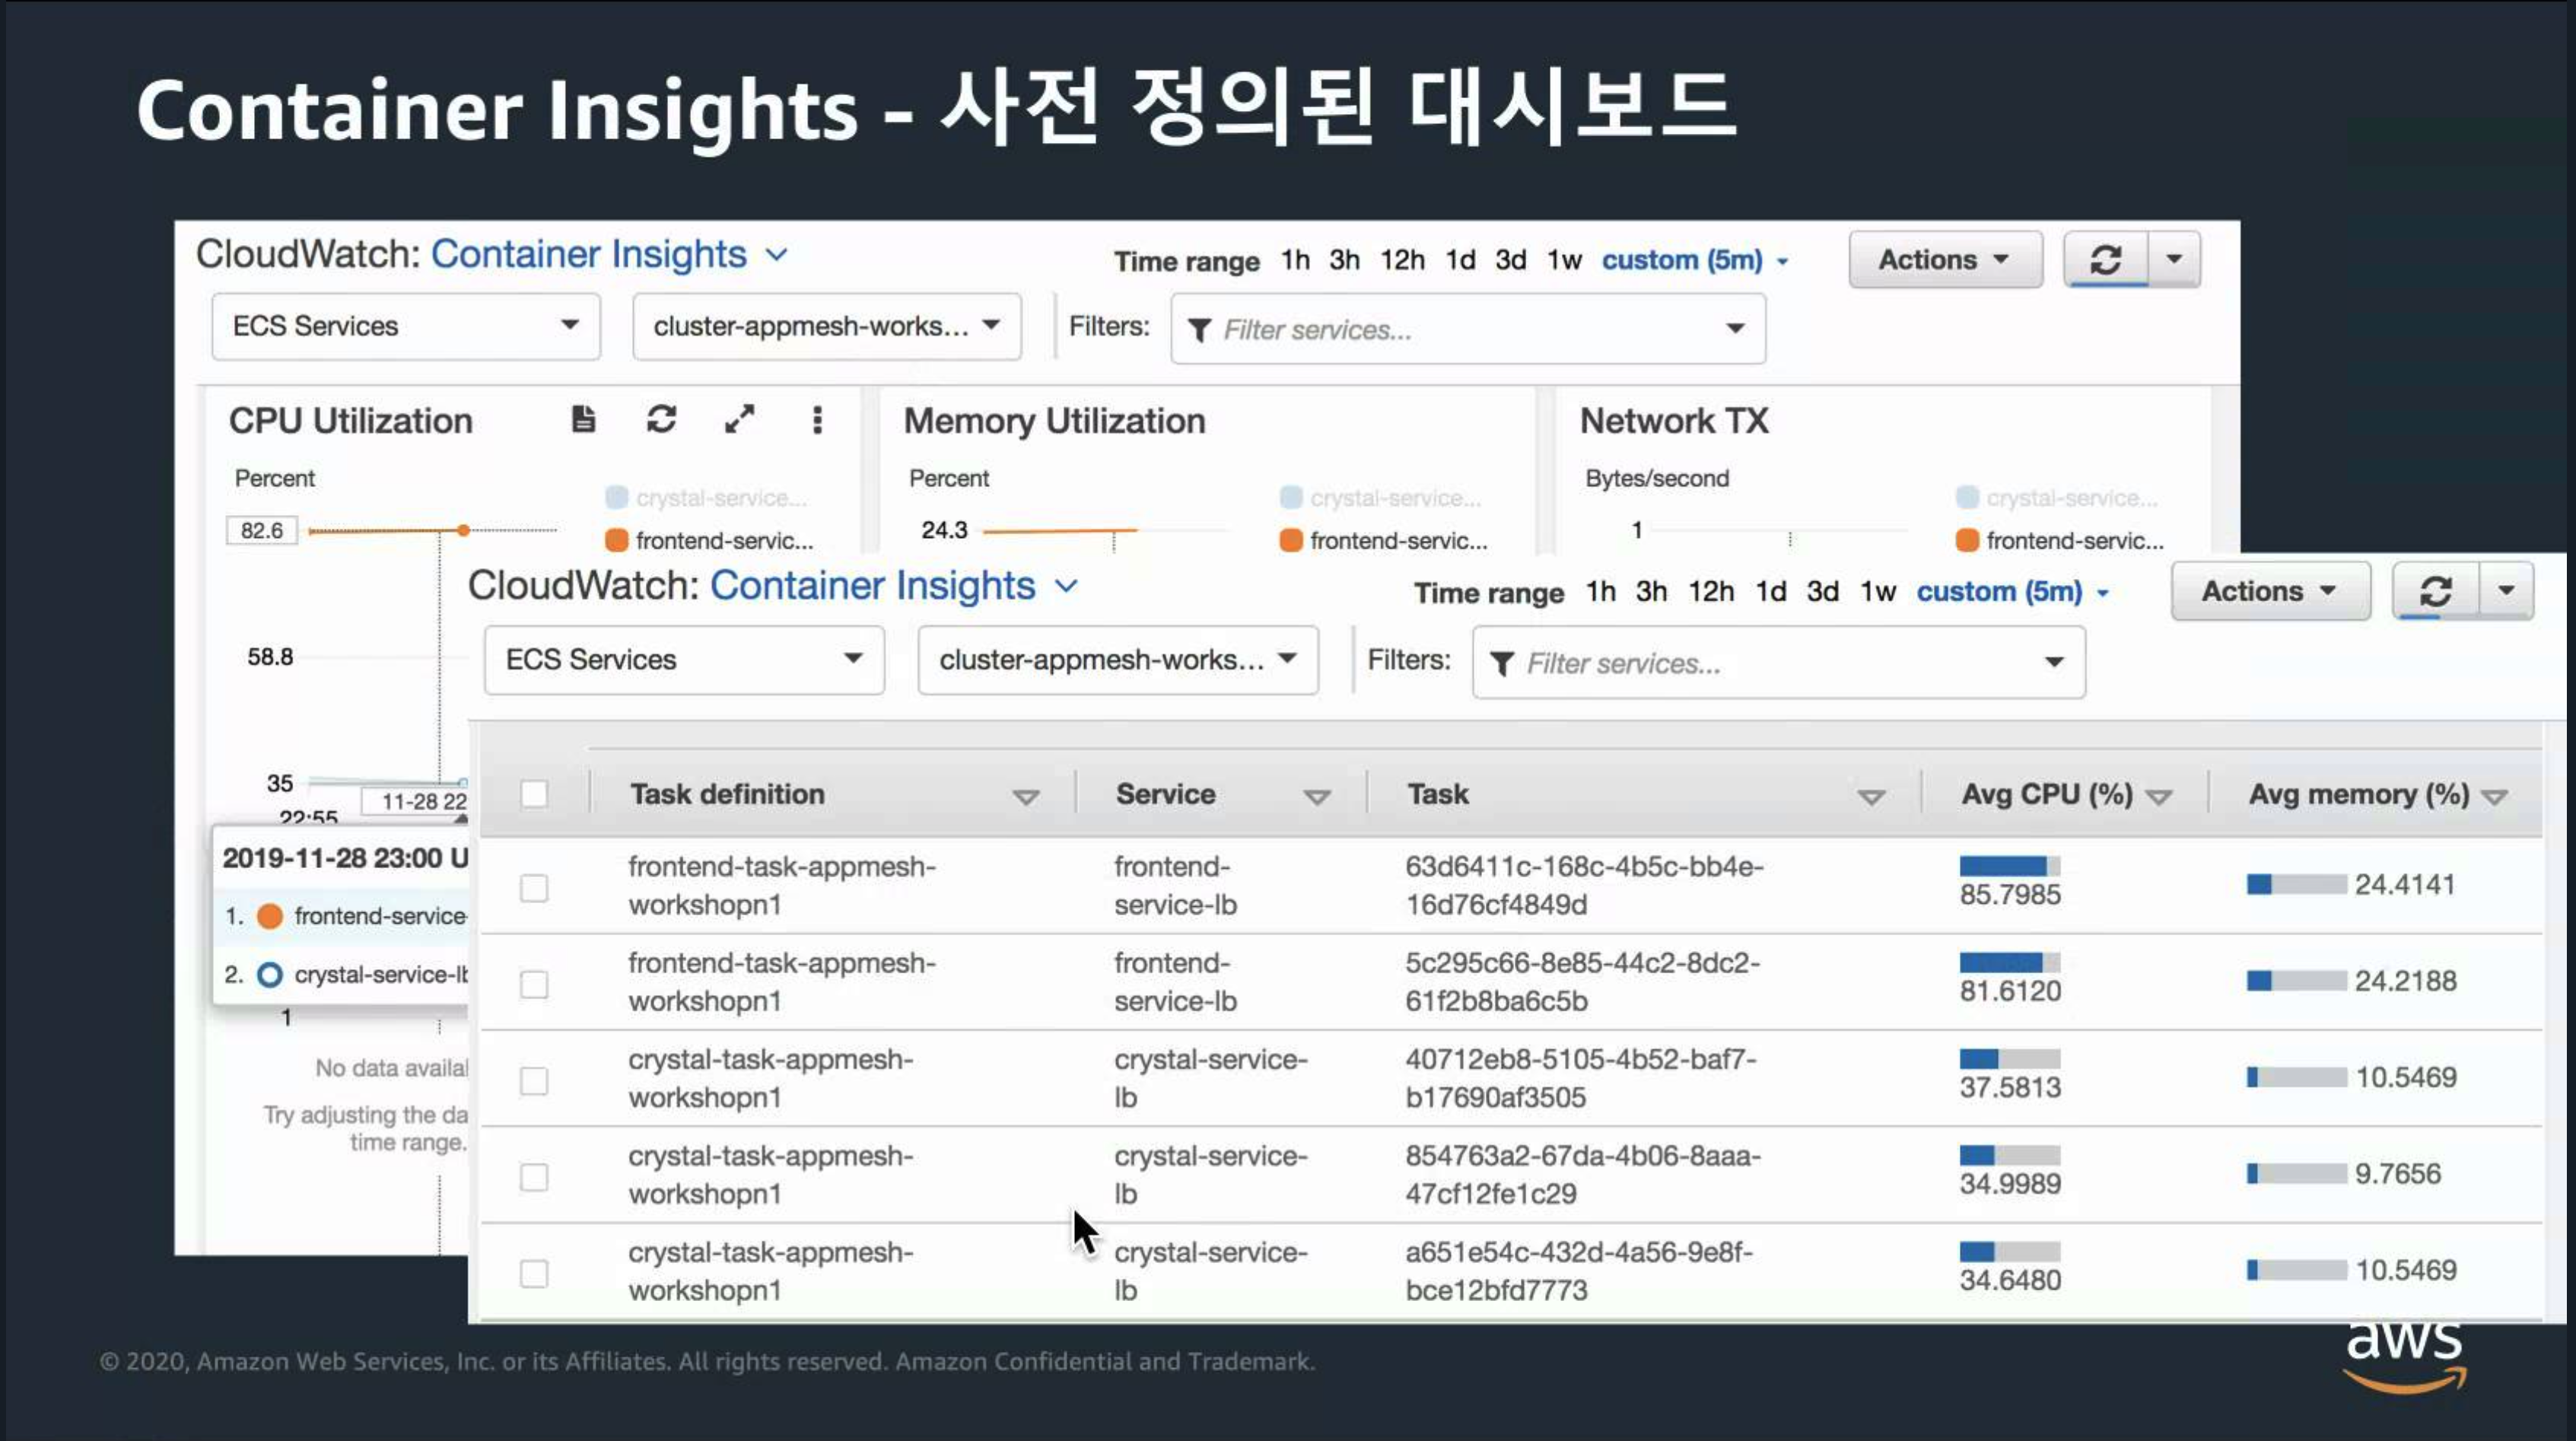 Container Insights - 사전 정의된 대시보드
CloudWatch: Container Insights
Time range 1h 3h 12h 1d 3d 1w custom (5m)
Actions
ECS Services
cluster-appmesh-works...
Filters:
Filter services...
CPU Utilization
Percent
crystal-service...
frontend-servic...
82.6
58.8
35
22:55
11-28 22
2019-11-28 23:00 U
1. frontend-service-
2. crystal-service-lb
1
No data availa
Try adjusting the da
time range.
Memory Utilization
Percent
crystal-service...
24.3
frontend-servic...
Network TX
Bytes/second
crystal-service...
1
frontend-servic...
CloudWatch: Container Insights
Time range 1h 3h 12h 1d 3d 1w custom (5m)
Actions
ECS Services
cluster-appmesh-works...
Filters:
Filter services...
Task definition Service Task Avg CPU (%) Avg memory (%)
frontend-task-appmesh-
workshopn1
frontend-
service-lb
63d6411c-168c-4b5c-bb4e-
16d76cf4849d
85.7985
24.4141
frontend-task-appmesh-
workshopn1
frontend-
service-lb
5c295c66-8e85-44c2-8dc2-
61f2b8ba6c5b
81.6120
24.2188
crystal-task-appmesh-
workshopn1
crystal-service-
lb
40712eb8-5105-4b52-baf7-
b17690af3505
37.5813
10.5469
crystal-task-appmesh-
workshopn1
crystal-service-
lb
854763a2-67da-4b06-8aaa-
47cf12fe1c29
34.9989
9.7656
crystal-task-appmesh-
workshopn1
crystal-service-
lb
a651e54c-432d-4a56-9e8f-
bce12bfd7773
34.6480
10.5469
© 2020, Amazon Web Services, Inc. or its Affiliates. All rights reserved. Amazon Confidential and Trademark.
aws